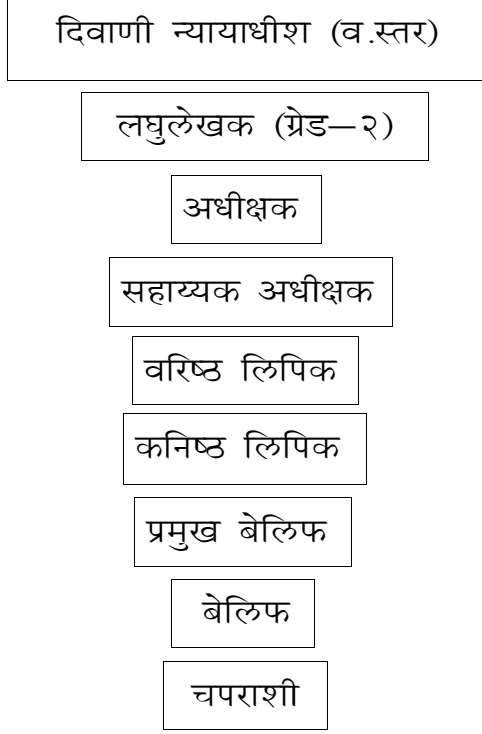 दिवाणी न्यायाधीश (व.स्तर)
लघुलेखक (ग्रेड–२)
अधीक्षक
सहाय्यक अधीक्षक
वरिष्ठ लिपिक
कनिष्ठ लिपिक
प्रमुख बेलिफ
बेलिफ
चपराशी